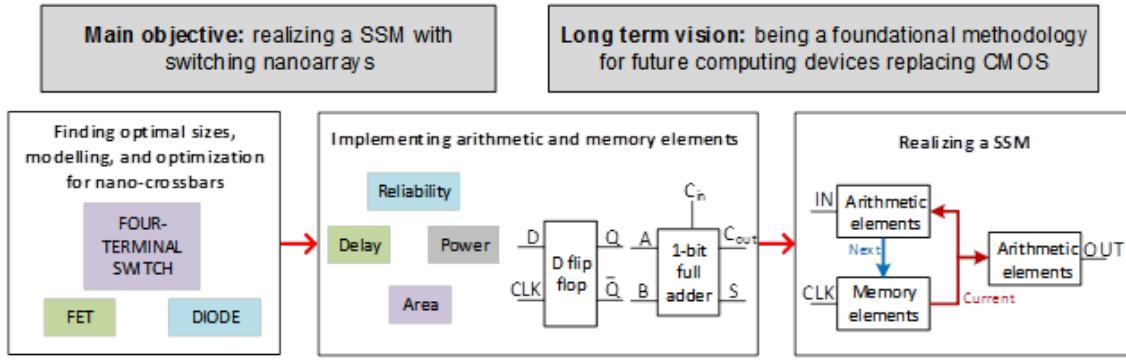 Main objective: realizing a SSM with
switching nanoarrays
Long term vision: being a foundational methodology
for future computing devices replacing CMOS
Finding optimal sizes,
modelling, and optimization
for nano-crossbars
FOUR-
TERMINAL
SWITCH
FET
DIODE
Implementing arithmetic and memory elements
Reliability
Delay
Power
Area
D
CLK
D flip
flop
Q
Q̅
C_in
A
B
1-bit
full
adder
C_out
S
Realizing a SSM
IN
Arithmetic
elements
Next
CLK
Memory
elements
Current
Arithmetic
elements
OUT